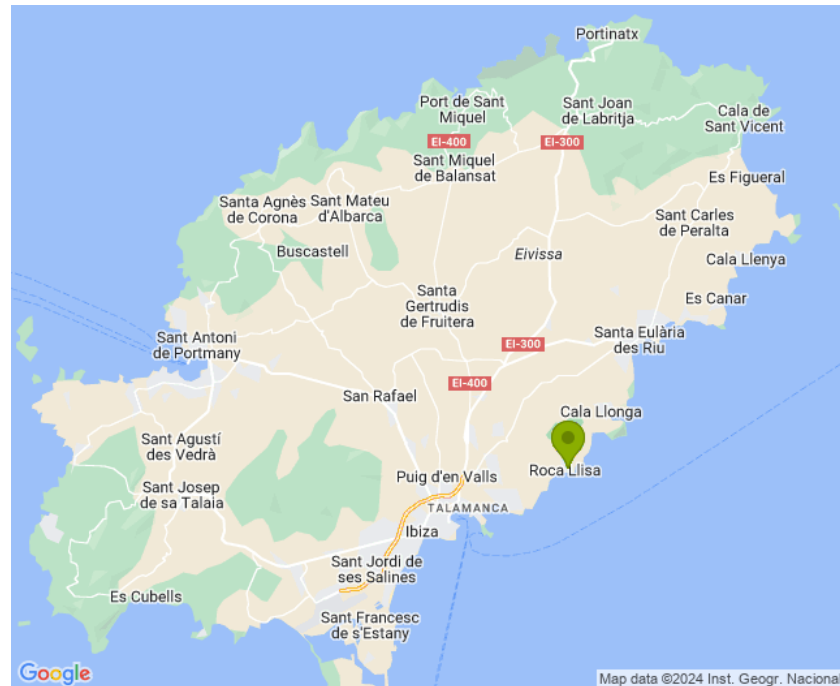 Portinatx
Port de Sant
Miquel
Sant Joan
de Labritja
Cala de
Sant Vicent
EI-400
EI-300
Sant Miquel
de Balansat
Es Figueral
Santa Agnès
de Corona
Sant Mateu
d'Albarca
Sant Carles
de Peralta
Buscastell
Eivissa
Cala Llenya
Santa
Gertrudis
de Fruitera
Es Canar
Sant Antoni
de Portmany
Santa Eulària
des Riu
EI-300
EI-400
San Rafael
Cala Llonga
Sant Agustí
des Vedrà
Roca Llisa
Puig d'en Valls
Sant Josep
de sa Talaia
TALAMANCA
Ibiza
Sant Jordi de
ses Salines
Es Cubells
Sant Francesc
de s'Estany
Google
Map data ©2024 Inst. Geogr. Nacional